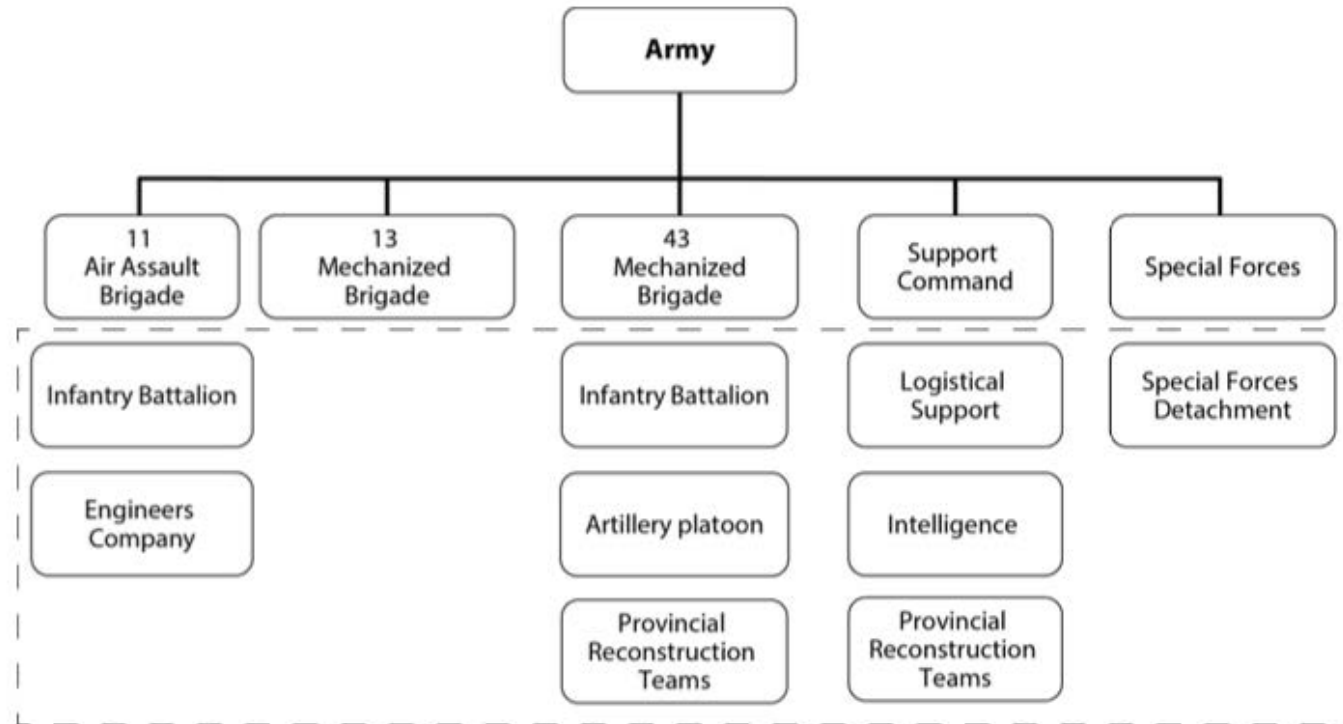 Army
11
Air Assault
Brigade
13
Mechanized
Brigade
43
Mechanized
Brigade
Support
Command
Special Forces
Infantry Battalion
Infantry Battalion
Logistical
Support
Special Forces
Detachment
Engineers
Company
Artillery platoon
Intelligence
Provincial
Reconstruction
Teams
Provincial
Reconstruction
Teams